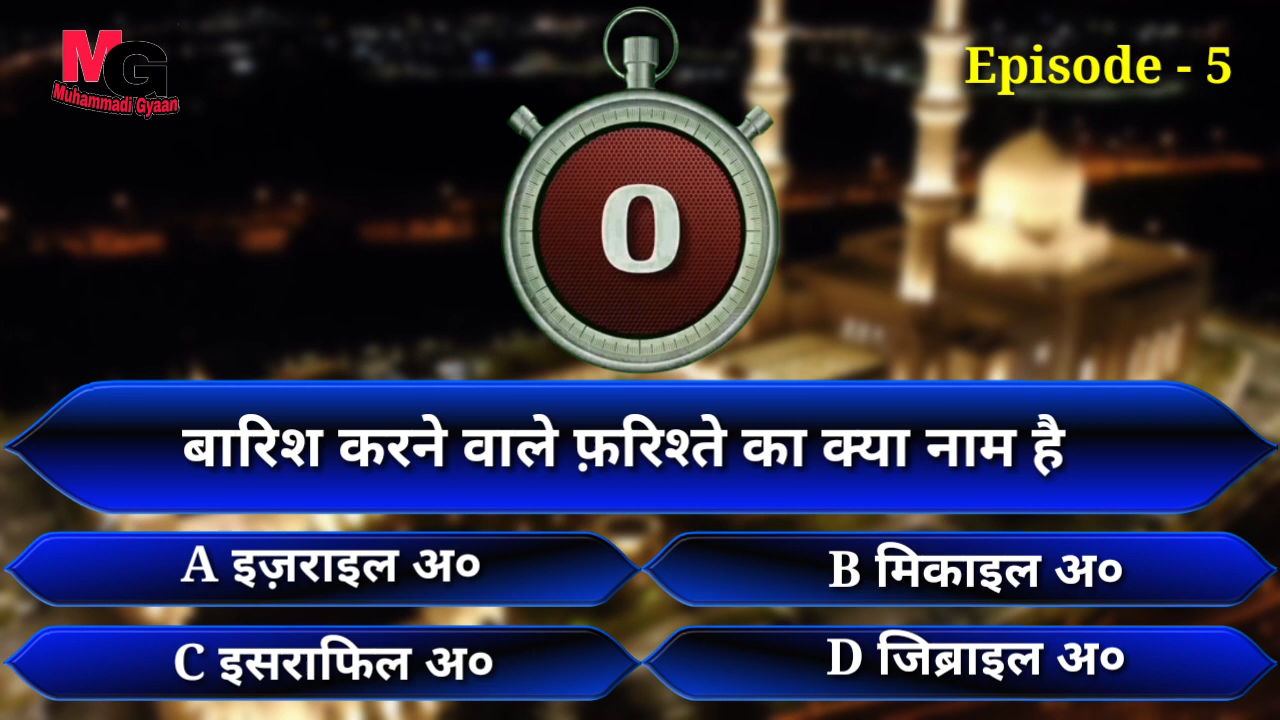 MG
Muhammadi Gyaan
Episode - 5
0
बारिश करने वाले फ़रिश्ते का क्या नाम है
A इज़राइल अ०
B मिकाइल अ०
C इसराफिल अ०
D जिब्राइल अ०